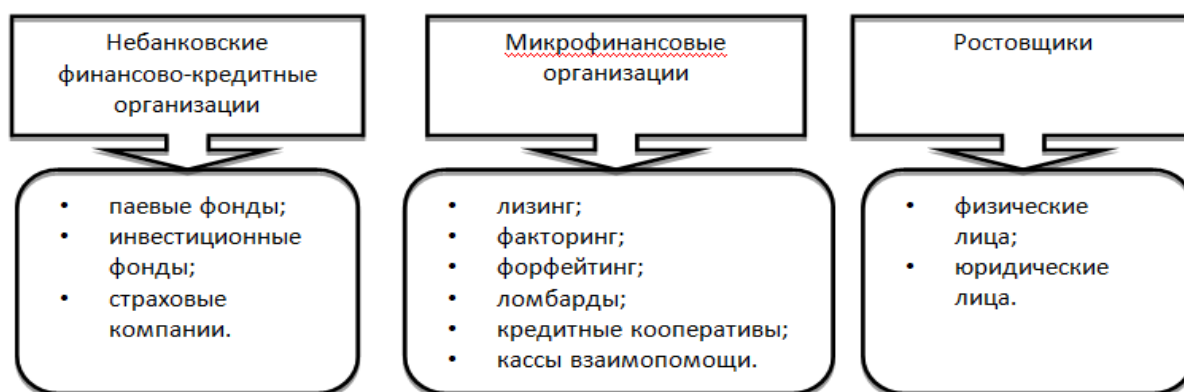 Небанковские
финансово-кредитные
организации
• паевые фонды;
• инвестиционные
фонды;
• страховые
компании.
Микрофинансовые
организации
• лизинг;
• факторинг;
• форфейтинг;
• ломбарды;
• кредитные кооперативы;
• кассы взаимопомощи.
Ростовщики
• физические
лица;
• юридические
лица.